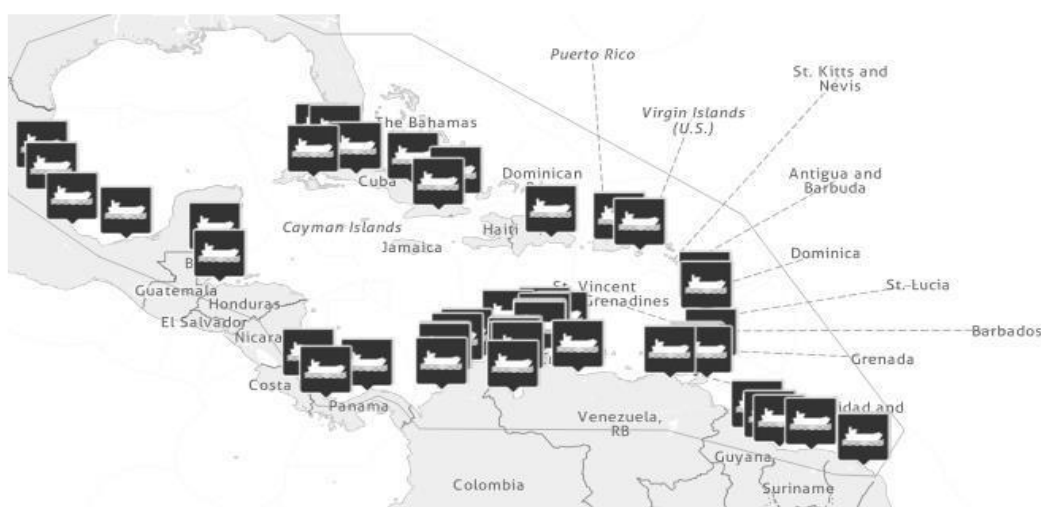 Puerto Rico
St. Kitts and
Nevis
Virgin Islands
(U.S.)
The Bahamas
Antigua and
Barbuda
Dominican
Cuba
Cayman Islands
Haiti
Jamaica
Dominica
Guatemala
Honduras
St. Vincent
Grenadines
St. Lucia
El Salvador
Nicara
Barbados
Grenada
Costa
Panama
Venezuela,
RB
idad and
Guyana
Colombia
Suriname